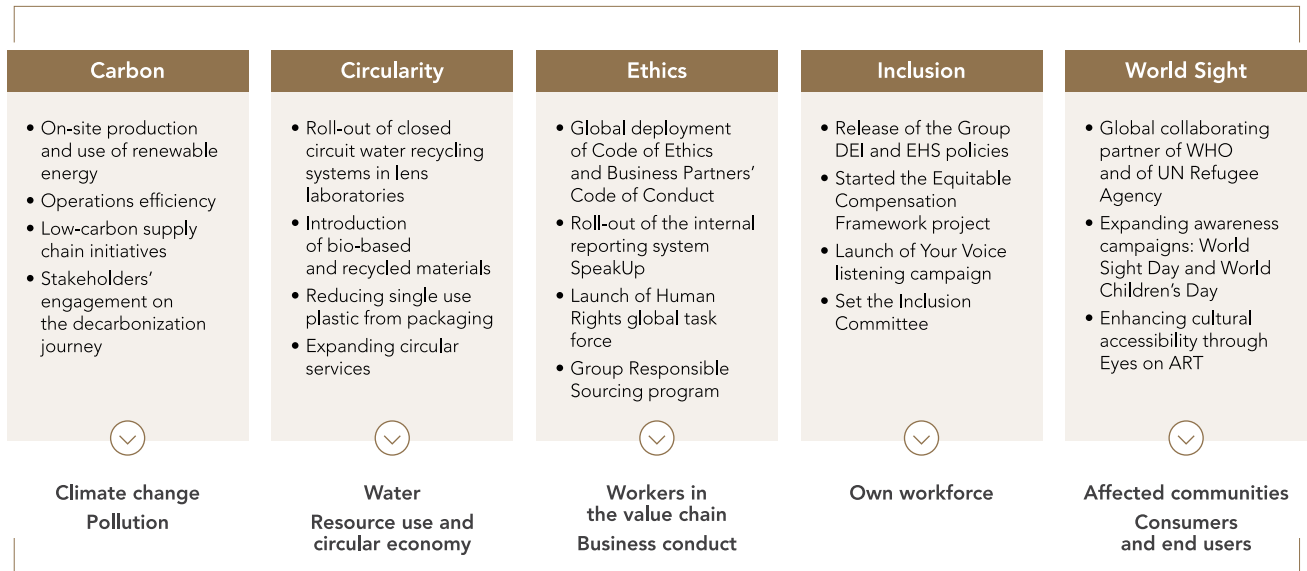 Carbon
• On-site production
and use of renewable
energy
• Operations efficiency
• Low-carbon supply
chain initiatives
• Stakeholders’
engagement on
the decarbonization
journey
Climate change
Pollution
Circularity
• Roll-out of closed
circuit water recycling
systems in lens
laboratories
• Introduction
of bio-based
and recycled materials
• Reducing single use
plastic from packaging
• Expanding circular
services
Water
Resource use and
circular economy
Ethics
• Global deployment
of Code of Ethics
and Business Partners’
Code of Conduct
• Roll-out of the internal
reporting system
SpeakUp
• Launch of Human
Rights global task
force
• Group Responsible
Sourcing program
Workers in
the value chain
Business conduct
Inclusion
• Release of the Group
DEI and EHS policies
• Started the Equitable
Compensation
Framework project
• Launch of Your Voice
listening campaign
• Set the Inclusion
Committee
Own workforce
World Sight
• Global collaborating
partner of WHO
and of UN Refugee
Agency
• Expanding awareness
campaigns: World
Sight Day and World
Children’s Day
• Enhancing cultural
accessibility through
Eyes on ART
Affected communities
Consumers
and end users